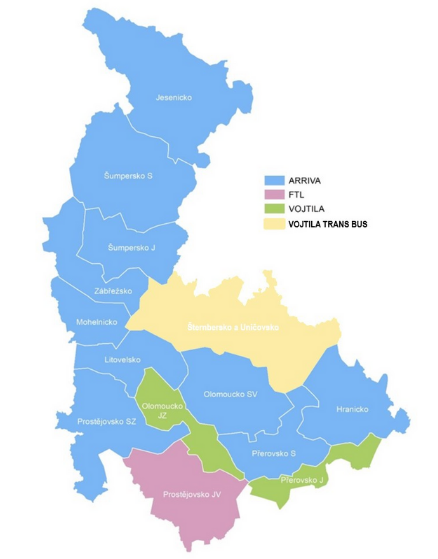 Jesenicko
Šumpersko S
ARRIVA
FTL
VOJTILA
VOJTILA TRANS BUS
Šumpersko J
Zábřežsko
Mohelnicko
Šternbersko a Uničovsko
Litovelsko
Olomoucko SV
Olomoucko
JZ
Hranicko
Prostějovsko SZ
Přerovsko S
Přerovsko J
Prostějovsko JV